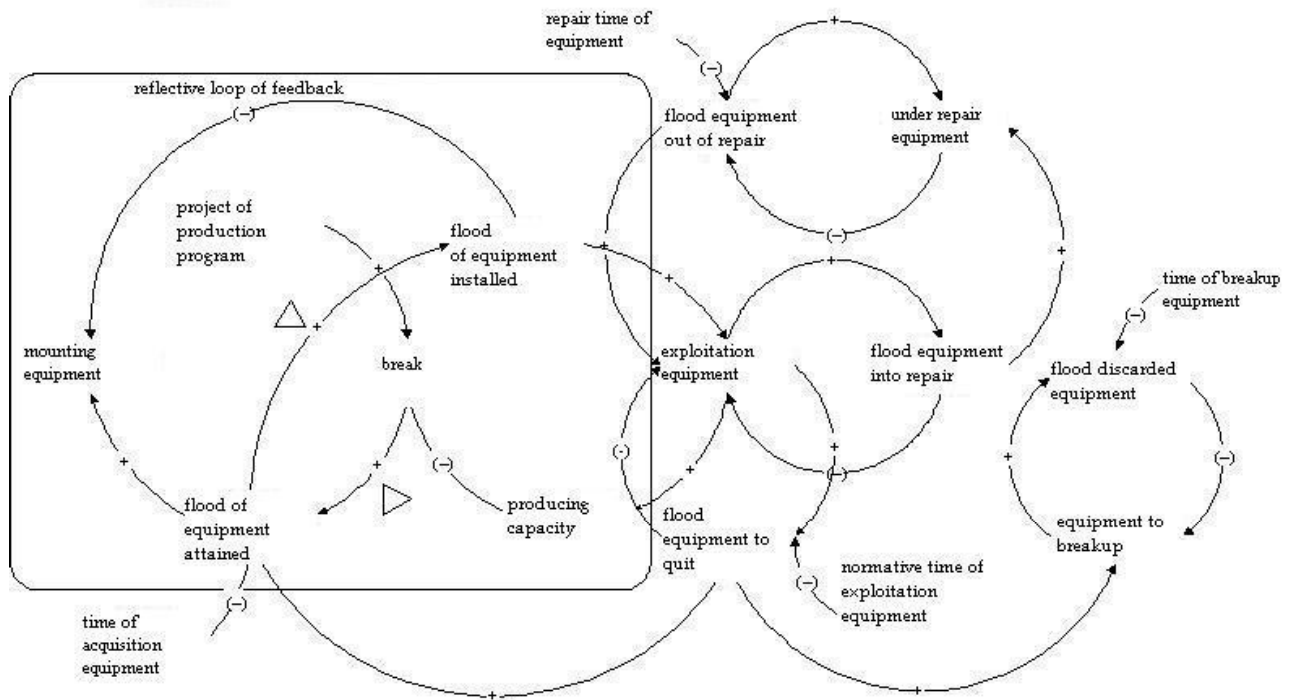 repair time of
equipment
(-)
+
reflective loop of feedback
(-)
flood equipment
out of repair
under repair
equipment
project of
production
program
flood
of equipment
installed
(-)
+
+
+
+
+
+
time of breakup
equipment
(-)
mounting
equipment
break
exploitation
equipment
flood equipment
into repair
flood discarded
equipment
+
+
(-)
(-)
+
+
(-)
+
(-)
flood of
equipment
attained
producing
capacity
flood
equipment to
quit
equipment to
breakup
normative time of
exploitation
equipment
(-)
(-)
time of
acquisition
equipment
+
+